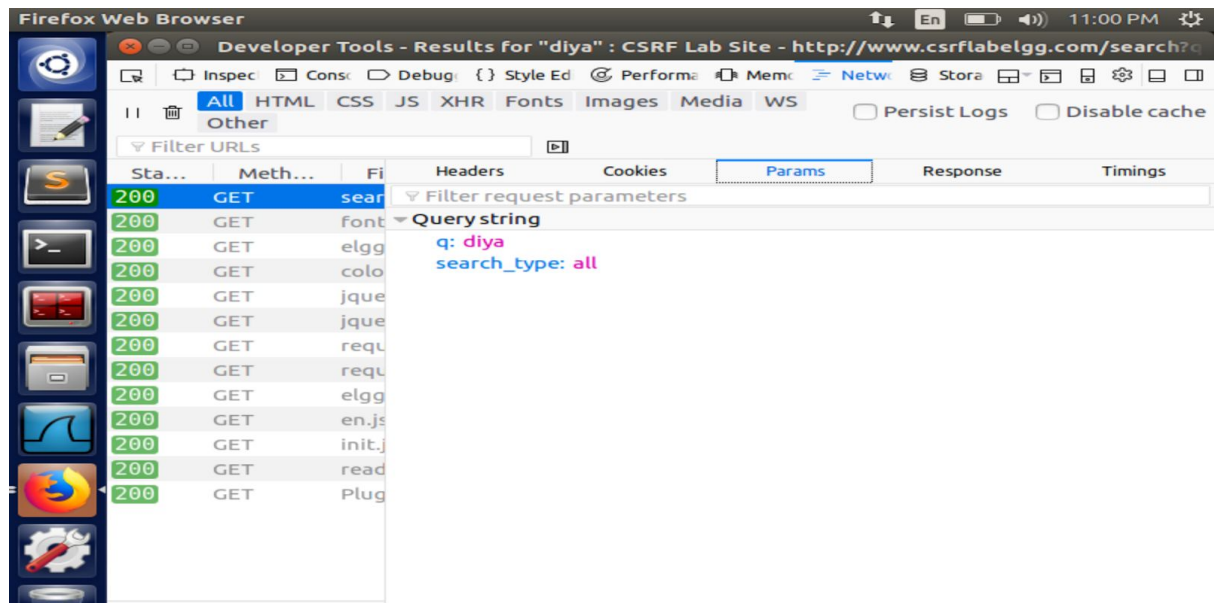 Firefox Web Browser En 11:00 PM
Developer Tools - Results for "diya" : CSRF Lab Site - http://www.csrflabelgg.com/search?q
Inspec Conso Debug {} Style Ed Performa Memo Netwo Stora
All HTML CSS JS XHR Fonts Images Media WS Persist Logs Disable cache
Other
Filter URLs
Sta... Meth... Fi Headers Cookies Params Response Timings
200 GET sear Filter request parameters
200 GET font Query string
200 GET elgg q: diya
200 GET colo search_type: all
200 GET jque
200 GET jque
200 GET requ
200 GET requ
200 GET elgg
200 GET en.js
200 GET init.j
200 GET read
200 GET Plug